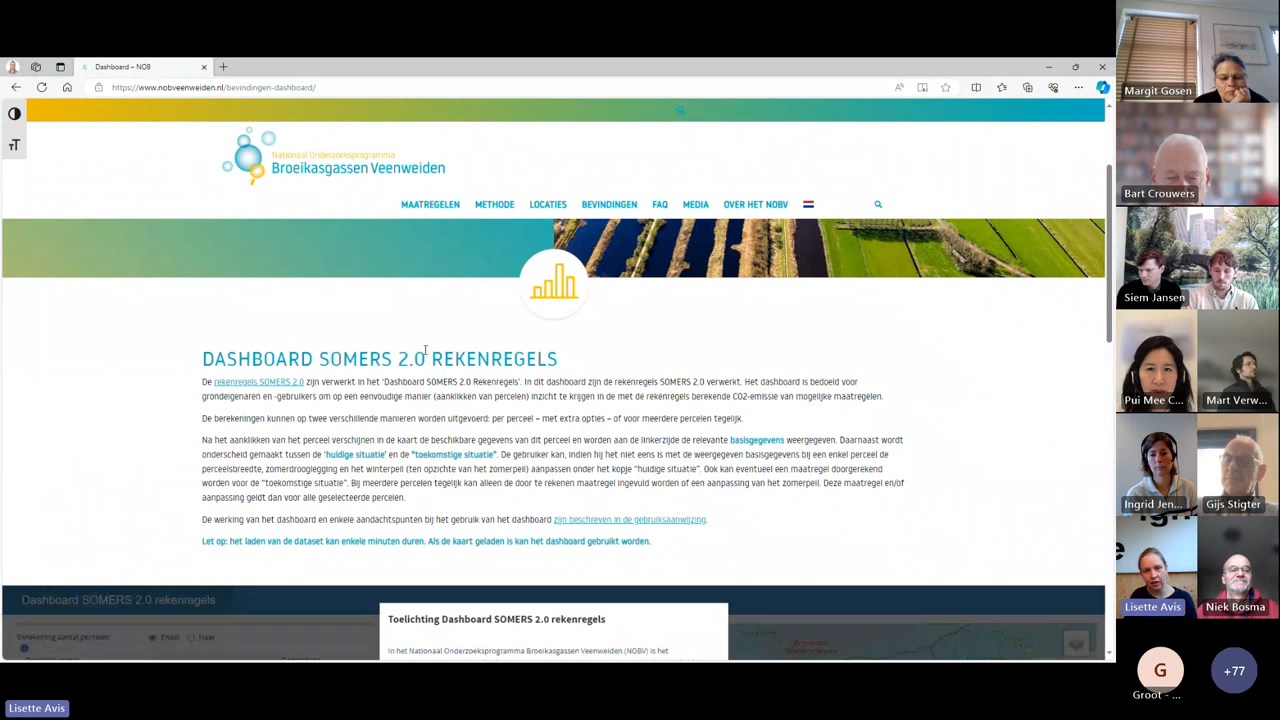 Dashboard – NOB
https://www.nobveenweiden.nl/bevindingen-dashboard/
Nationaal Onderzoeksprogramma
Broeikasgassen Veenweiden
MAATREGELEN METHODE LOCATIES BEVINDINGEN FAQ MEDIA OVER HET NOBV
DASHBOARD SOMERS 2.0 REKENREGELS
De rekenregels SOMERS 2.0 zijn verwerkt in het 'Dashboard SOMERS 2.0 Rekenregels'. In dit dashboard zijn de rekenregels SOMERS 2.0 verwerkt. Het dashboard is bedoeld voor
grondeigenaren en -gebruikers om op een eenvoudige manier (aanklikken van percelen) inzicht te krijgen in de met de rekenregels berekende CO2-emissie van mogelijke maatregelen.
De berekeningen kunnen op twee verschillende manieren worden uitgevoerd: per perceel – met extra opties – of voor meerdere percelen tegelijk.
Na het aanklikken van het perceel verschijnen in de kaart de beschikbare gegevens van dit perceel en worden aan de linkerzijde de relevante basisgegevens weergegeven. Daarnaast wordt
onderscheid gemaakt tussen de 'huidige situatie' en de "toekomstige situatie". De gebruiker kan, indien hij het niet eens is met de weergegeven basisgegevens bij een enkel perceel de
perceelsbreedte, zomerdrooglegging en het winterpeil (ten opzichte van het zomerpeil) aanpassen onder het kopje "huidige situatie". Ook kan eventueel een maatregel doorgerekend
worden voor de "toekomstige situatie". Bij meerdere percelen tegelijk kan alleen de door te rekenen maatregel ingevuld worden of een aanpassing van het zomerpeil. Deze maatregel en/of
aanpassing geldt dan voor alle geselecteerde percelen.
De werking van het dashboard en enkele aandachtspunten bij het gebruik van het dashboard zijn beschreven in de gebruiksaanwijzing.
Let op: het laden van de dataset kan enkele minuten duren. Als de kaart geladen is kan het dashboard gebruikt worden.
Dashboard SOMERS 2.0 rekenregels
Berekening aantal percelen: Enkel Meer
Toelichting Dashboard SOMERS 2.0 rekenregels
In het Nationaal Onderzoeksprogramma Broeikasgassen Veenweiden (NOBV) is het
Margit Gosen
Bart Crouwers
Siem Jansen
Pui Mee C...
Mart Verw...
Ingrid Jen...
Gijs Stigter
Lisette Avis
Niek Bosma
G
Groot - ...
+77
Lisette Avis